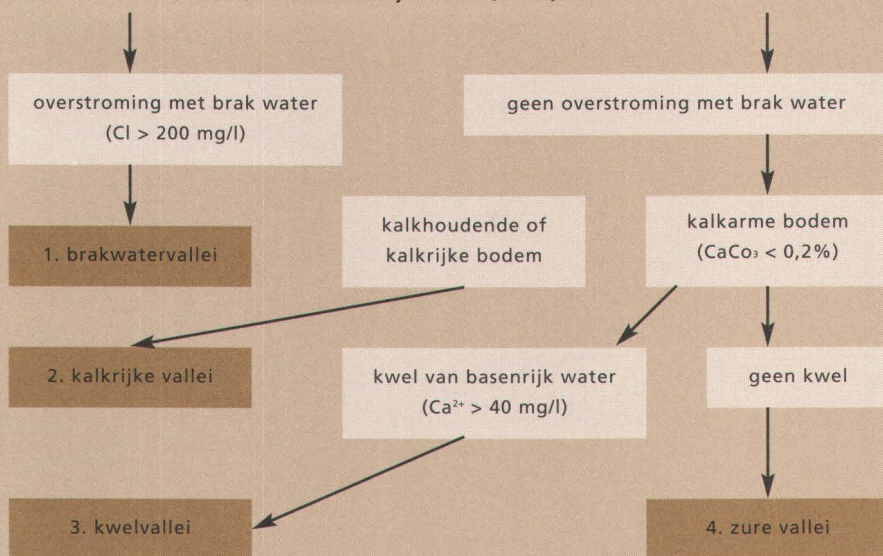 overstroming met brak water
(Cl > 200 mg/l)
geen overstroming met brak water
1. brakwatervallei
kalkhoudende of
kalkrijke bodem
kalkarme bodem
(CaCo₃ < 0,2%)
2. kalkrijke vallei
kwel van basenrijk water
(Ca²⁺ > 40 mg/l)
geen kwel
3. kwelvallei
4. zure vallei